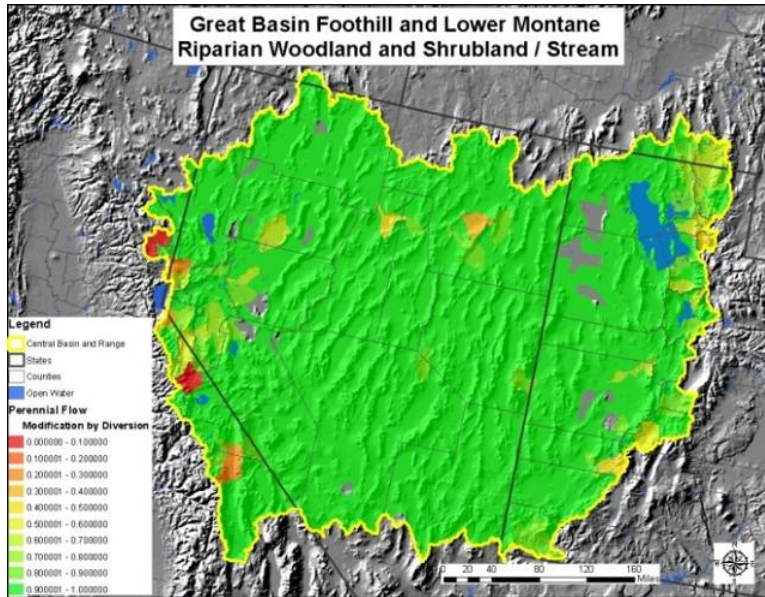 Great Basin Foothill and Lower Montane
Riparian Woodland and Shrubland / Stream
Legend
Central Basin and Range
States
Counties
Open Water
Perennial Flow
Modification by Diversion
0.000000 - 0.100000
0.100001 - 0.200000
0.200001 - 0.300000
0.300001 - 0.400000
0.400001 - 0.500000
0.500001 - 0.600000
0.600001 - 0.700000
0.700001 - 0.800000
0.800001 - 0.900000
0.900001 - 1.000000
0 20 40 80 120 160
Miles
N